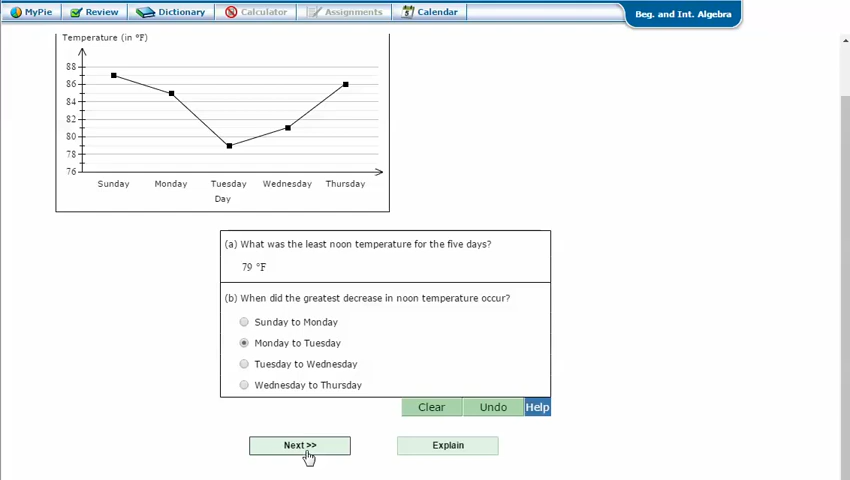 MyPie Review Dictionary Calculator Assignments Calendar Beg. and Int. Algebra
Temperature (in °F)
88
86
84
82
80
78
76
Sunday Monday Tuesday Wednesday Thursday
Day
(a) What was the least noon temperature for the five days?
79 °F
(b) When did the greatest decrease in noon temperature occur?
Sunday to Monday
Monday to Tuesday
Tuesday to Wednesday
Wednesday to Thursday
Clear Undo Help
Next >> Explain